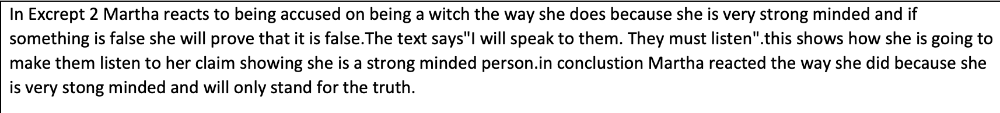 In Excrept 2 Martha reacts to being accused on being a witch the way she does because she is very strong minded and if
something is false she will prove that it is false.The text says"I will speak to them. They must listen".this shows how she is going to
make them listen to her claim showing she is a strong minded person.in conclustion Martha reacted the way she did because she
is very stong minded and will only stand for the truth.